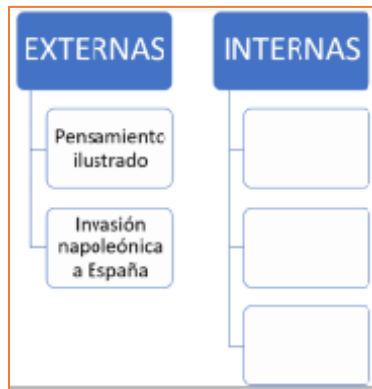 EXTERNAS
Pensamiento
ilustrado
Invasión
napoleónica
a España
INTERNAS